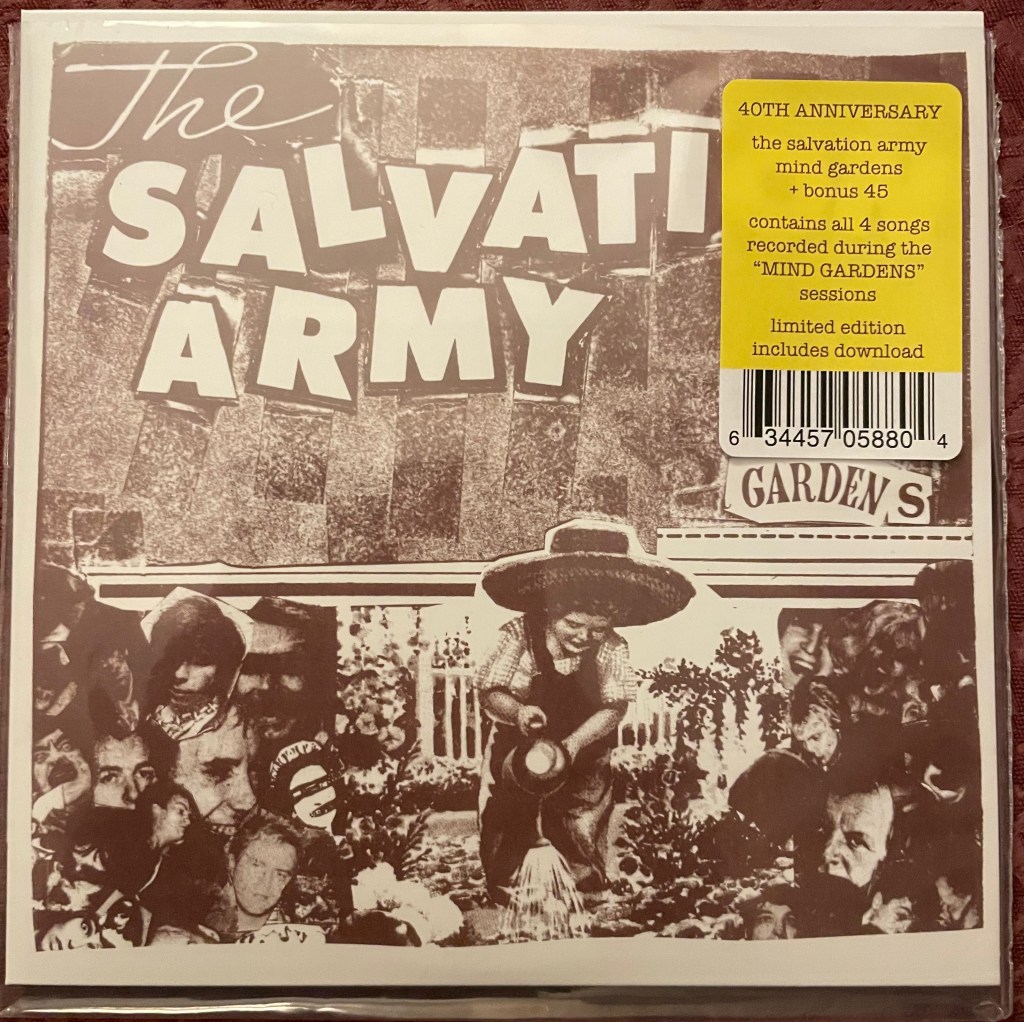 The
SALVATI
ARMY
40TH ANNIVERSARY
the salvation army
mind gardens
+ bonus 45
contains all 4 songs
recorded during the
“MIND GARDENS”
sessions
limited edition
includes download
6 34457 05880 4
GARDENS